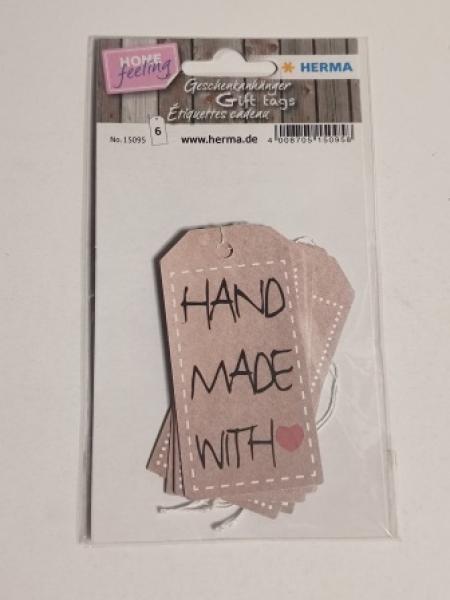 HOME
feeling
HERMA
Geschenkanhänger
Gift tags
Étiquettes cadeau
No. 15095
6
www.herma.de
4 008705 150958
HAND
MADE
WITH